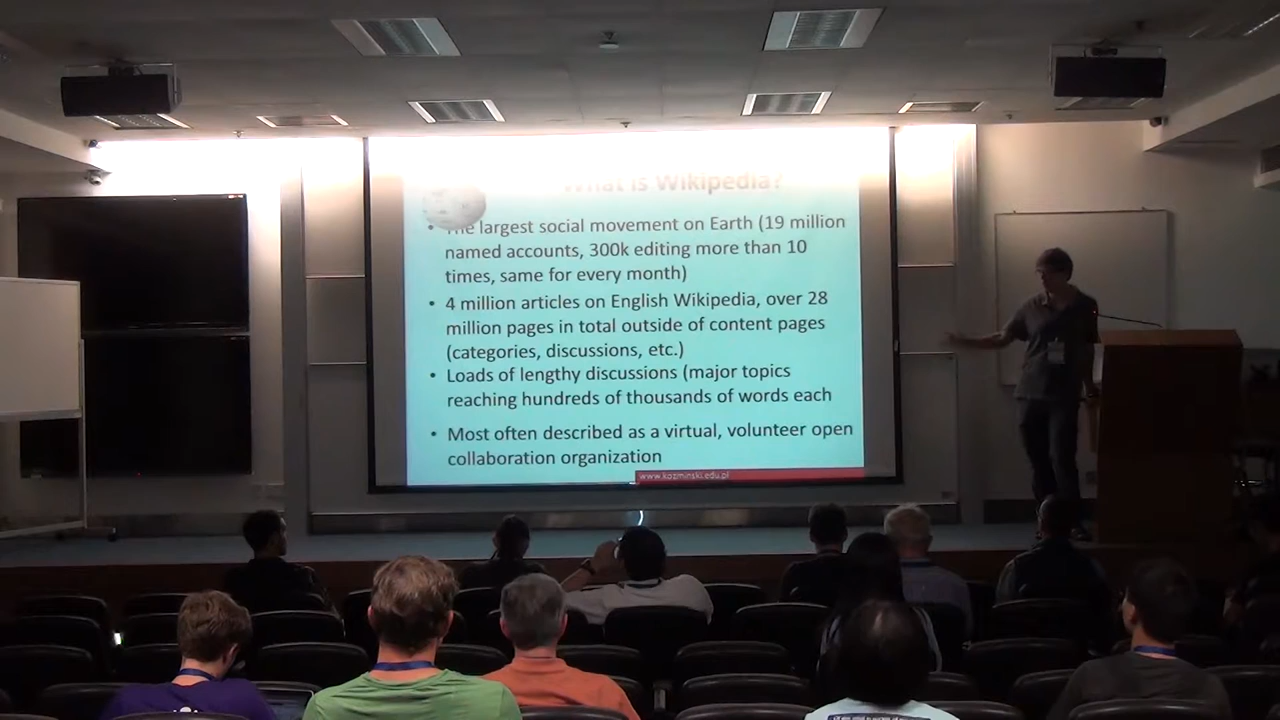 What is Wikipedia?
• The largest social movement on Earth (19 million
named accounts, 300k editing more than 10
times, same for every month)
• 4 million articles on English Wikipedia, over 28
million pages in total outside of content pages
(categories, discussions, etc.)
• Loads of lengthy discussions (major topics
reaching hundreds of thousands of words each
• Most often described as a virtual, volunteer open
collaboration organization
www.kozminski.edu.pl